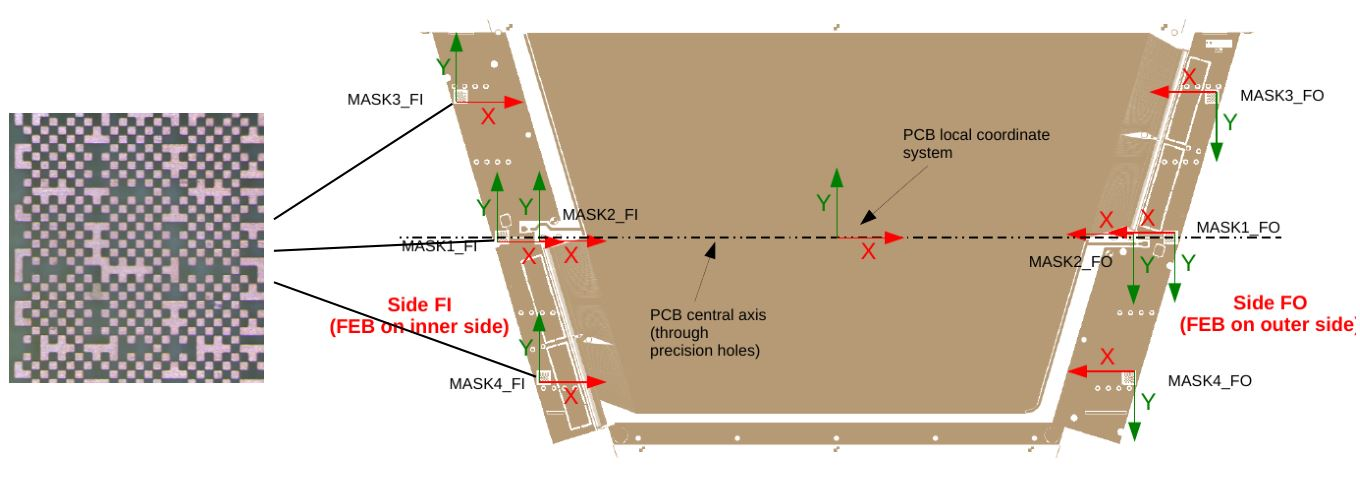 Y
X
MASK3_FI
X
MASK3_FO
Y
PCB local coordinate
system
Y
X
Y
Y
MASK2_FI
MASK1_FI
X
X
X
X
MASK1_FO
MASK2_FO
Y
Y
Side FI
(FEB on inner side)
PCB central axis
(through
precision holes)
Side FO
(FEB on outer side)
Y
X
MASK4_FI
X
MASK4_FO
Y